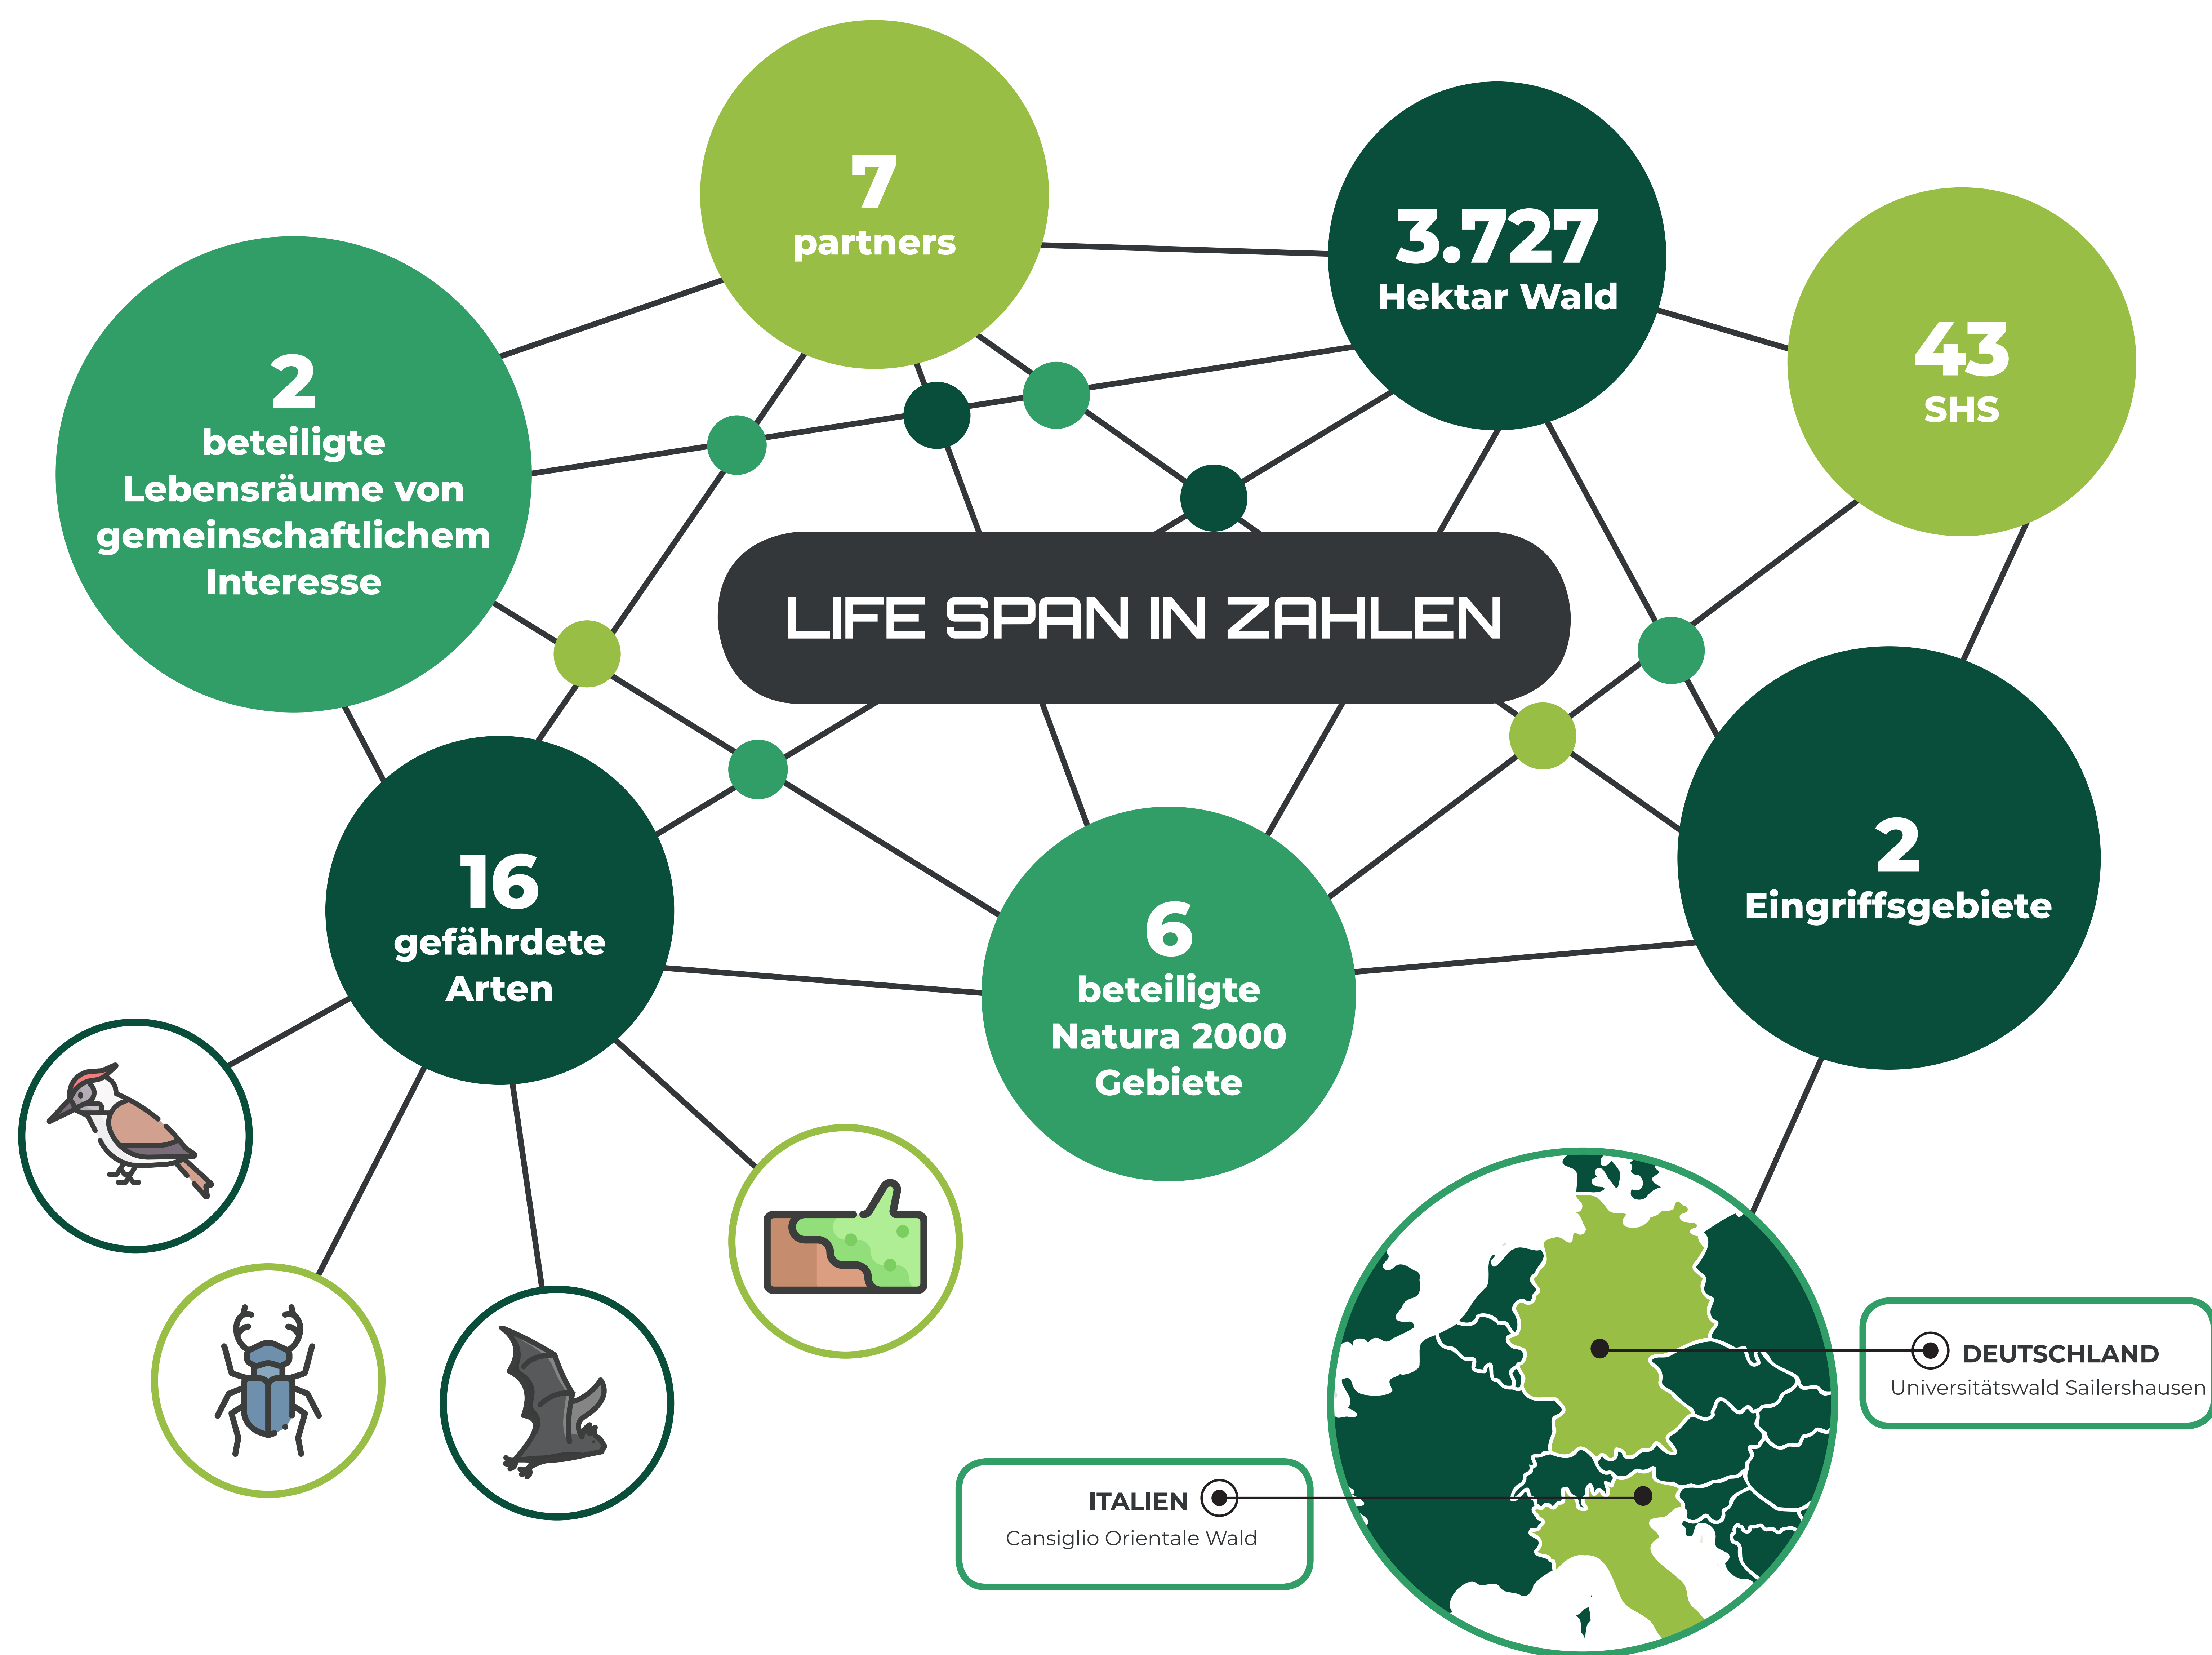 7
partners
3.727
Hektar Wald
43
SHS
2
beteiligte
Lebensräume von
gemeinschaftlichem
Interesse
LIFE SPAN IN ZAHLEN
16
gefährdete
Arten
6
beteiligte
Natura 2000
Gebiete
2
Eingriffsgebiete
DEUTSCHLAND
Universitätswald Sailershausen
ITALIEN
Cansiglio Orientale Wald